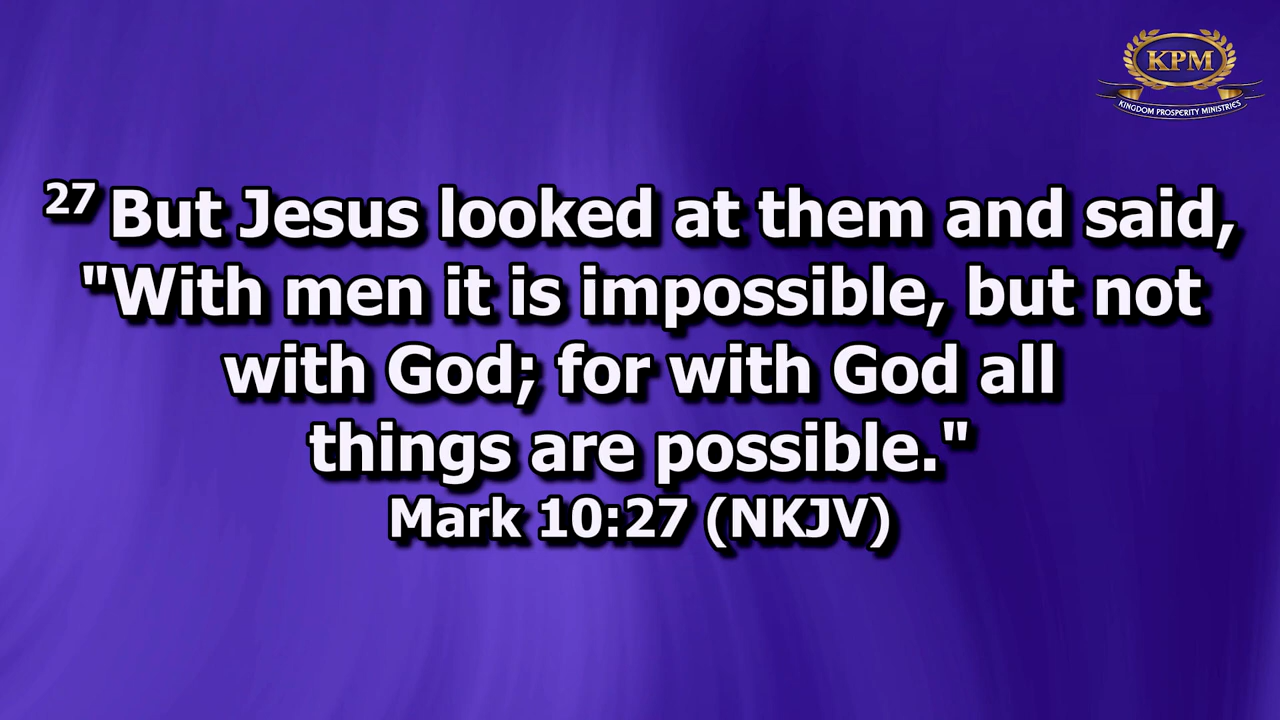 KPM
KINGDOM PROSPERITY MINISTRIES
27 But Jesus looked at them and said,
"With men it is impossible, but not
with God; for with God all
things are possible."
Mark 10:27 (NKJV)